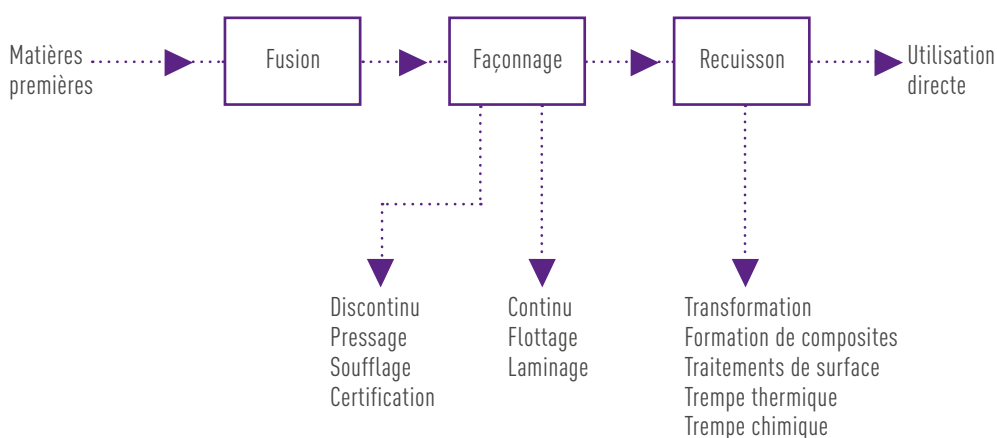 Matières
premières
Fusion
Façonnage
Recuisson
Utilisation
directe
Discontinu
Pressage
Soufflage
Certification
Continu
Flottage
Laminage
Transformation
Formation de composites
Traitements de surface
Trempe thermique
Trempe chimique